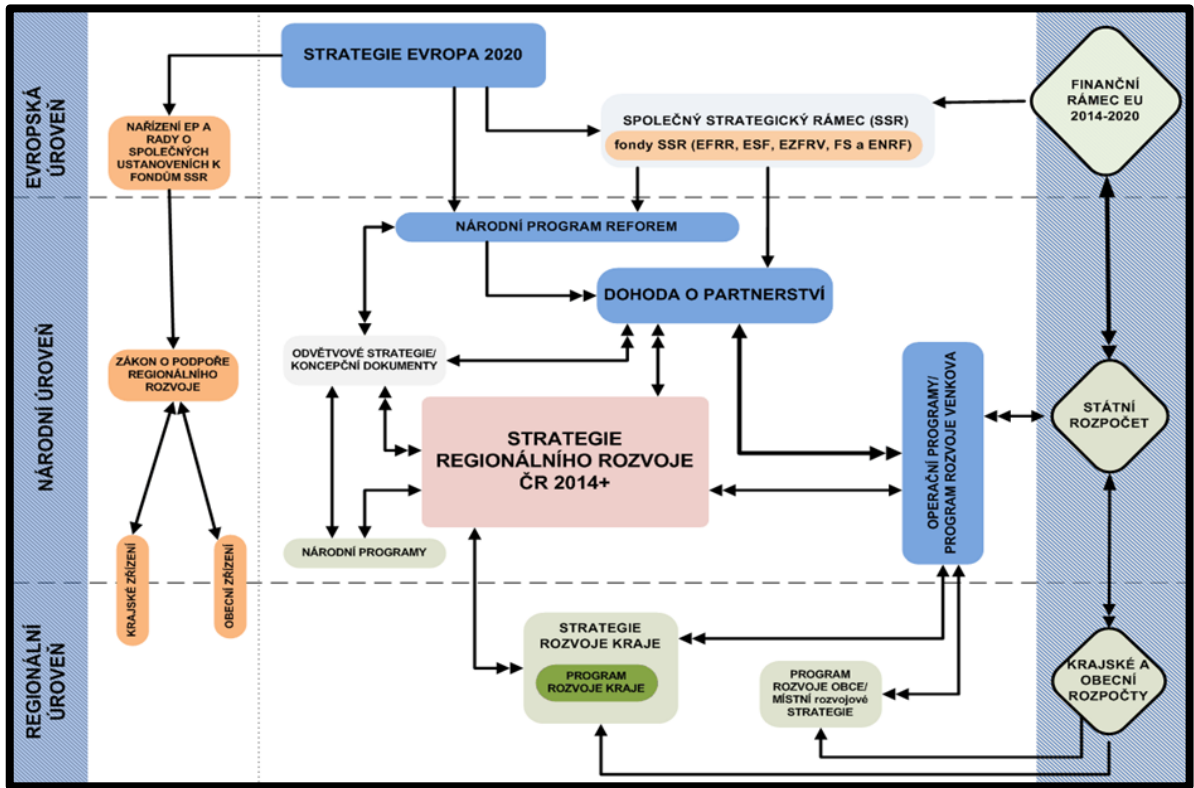 EVROPSKÁ
ÚROVEŇ
STRATEGIE EVROPA 2020
NAŘÍZENÍ EP A
RADY O
SPOLEČNÝCH
USTANOVENÍCH K
FONDŮM SSR
SPOLEČNÝ STRATEGICKÝ RÁMEC (SSR)
fondy SSR (EFRR, ESF, EZFRV, FS a ENRF)
FINANČNÍ
RÁMEC EU
2014-2020
NÁRODNÍ ÚROVEŇ
NÁRODNÍ PROGRAM REFOREM
DOHODA O PARTNERSTVÍ
ZÁKON O PODPOŘE
REGIONÁLNÍHO
ROZVOJE
ODVĚTVOVÉ STRATEGIE/
KONCEPČNÍ DOKUMENTY
STRATEGIE
REGIONÁLNÍHO ROZVOJE
ČR 2014+
OPERAČNÍ PROGRAMY/
PROGRAM ROZVOJE VENKOVA
STÁTNÍ
ROZPOČET
NÁRODNÍ PROGRAMY
KRAJSKÉ ZŘÍZENÍ
OBECNÍ ZŘÍZENÍ
REGIONÁLNÍ
ÚROVEŇ
STRATEGIE
ROZVOJE KRAJE
PROGRAM
ROZVOJE KRAJE
PROGRAM
ROZVOJE OBCE/
MÍSTNÍ rozvojové
STRATEGIE
KRAJSKÉ A
OBECNÍ
ROZPOČTY